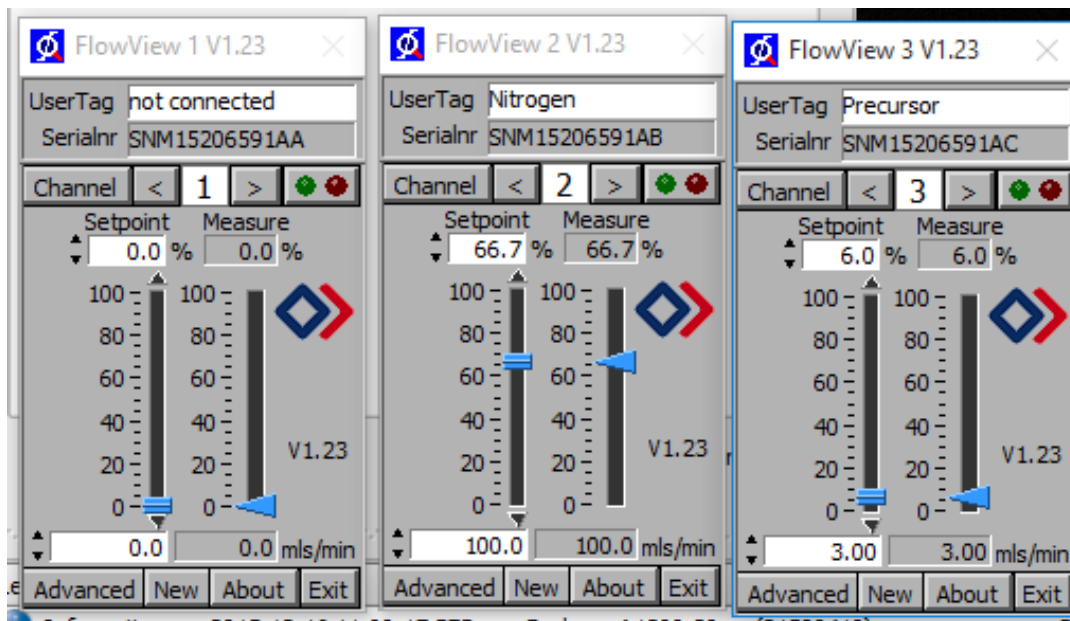 FlowView 1 V1.23
UserTag not connected
Serialnr SNM15206591AA
Channel < 1 >
Setpoint Measure
0.0 % 0.0 %
100 100
80 80
60 60
40 40
20 20
0 0
V1.23
0.0 0.0 mls/min
Advanced New About Exit
FlowView 2 V1.23
UserTag Nitrogen
Serialnr SNM15206591AB
Channel < 2 >
Setpoint Measure
66.7 % 66.7 %
100 100
80 80
60 60
40 40
20 20
0 0
V1.23
100.0 100.0 mls/min
Advanced New About Exit
FlowView 3 V1.23
UserTag Precursor
Serialnr SNM15206591AC
Channel < 3 >
Setpoint Measure
6.0 % 6.0 %
100 100
80 80
60 60
40 40
20 20
0 0
V1.23
3.00 3.00 mls/min
Advanced New About Exit